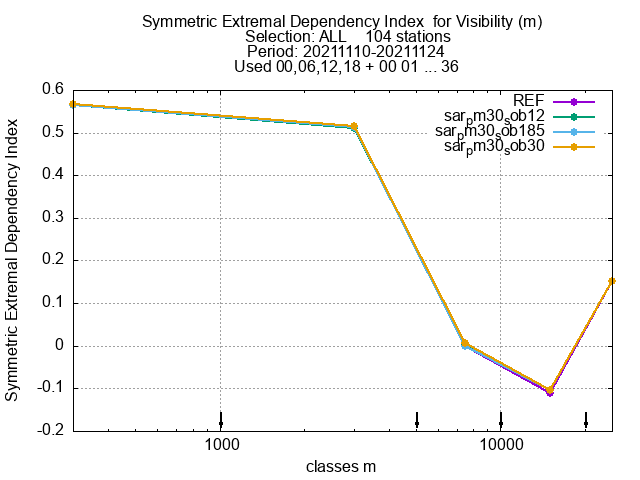 Symmetric Extremal Dependency Index  for Visibility (m)
Selection: ALL    104 stations
Period: 20211110-20211124
Used 00,06,12,18 + 00 01 ... 36
REF
sar_pm30_sob12
sar_pm30_sob185
sar_pm30_sob30
Symmetric Extremal Dependency Index
0.6
0.5
0.4
0.3
0.2
0.1
0
-0.1
-0.2
1000
10000
classes m